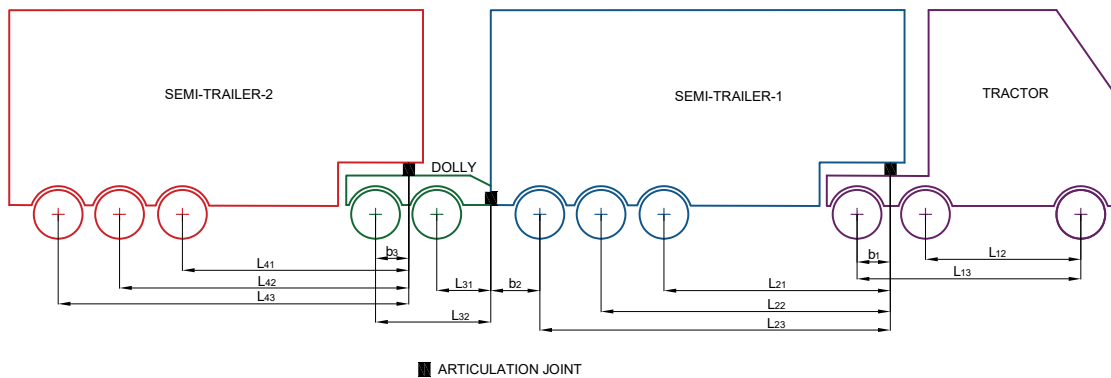 SEMI-TRAILER-2
SEMI-TRAILER-1
TRACTOR
DOLLY
b3
b1
L41
L31
b2
L12
L21
L13
L42
L22
L43
L32
L23
ARTICULATION JOINT